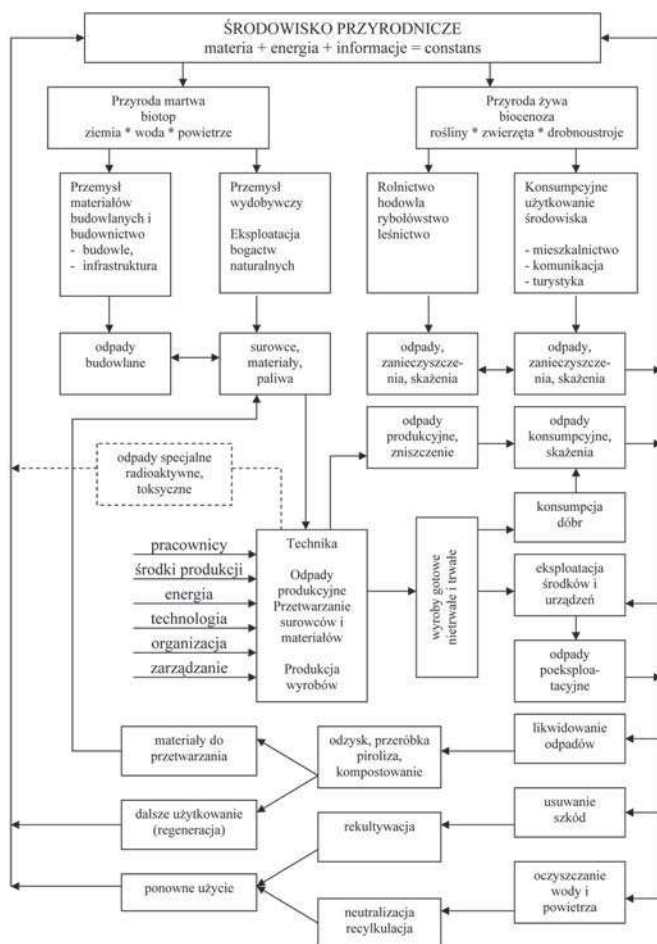 ŚRODOWISKO PRZYRODNICZE
materia + energia + informacje = constans
Przyroda martwa
biotop
ziemia * woda * powietrze
Przyroda żywa
biocenoza
rośliny * zwierzęta * drobnoustroje
Przemysł
materiałów
budowlanych i
budownictwo
- budowle,
- infrastruktura
Przemysł
wydobywczy
Eksploatacja
bogactw
naturalnych
Rolnictwo
hodowla
rybołówstwo
leśnictwo
Konsumpcyjne
użytkowanie
środowiska
- mieszkalnictwo
- komunikacja
- turystyka
odpady
budowlane
surowce,
materiały,
paliwa
odpady,
zanieczyszcze-
nia, skażenia
odpady,
zanieczyszcze-
nia, skażenia
odpady
produkcyjne,
zniszczenie
odpady
konsumpcyjne,
skażenia
odpady specjalne
radioaktywne,
toksyczne
konsumpcja
dóbr
pracownicy
środki produkcji
energia
technologia
organizacja
zarządzanie
Technika
Odpady
produkcyjne
Przetwarzanie
surowców i
materiałów
Produkcja
wyrobów
wyroby gotowe
nietrwałe i trwałe
eksploatacja
środków i
urządzeń
odpady
poeksploa-
tacyjne
materiały do
przetwarzania
odzysk, przeróbka
piroliza,
kompostowanie
likwidowanie
odpadów
dalsze użytkowanie
(regeneracja)
rekultywacja
usuwanie
szkód
ponowne użycie
neutralizacja
recylkulacja
oczyszczanie
wody i
powietrza